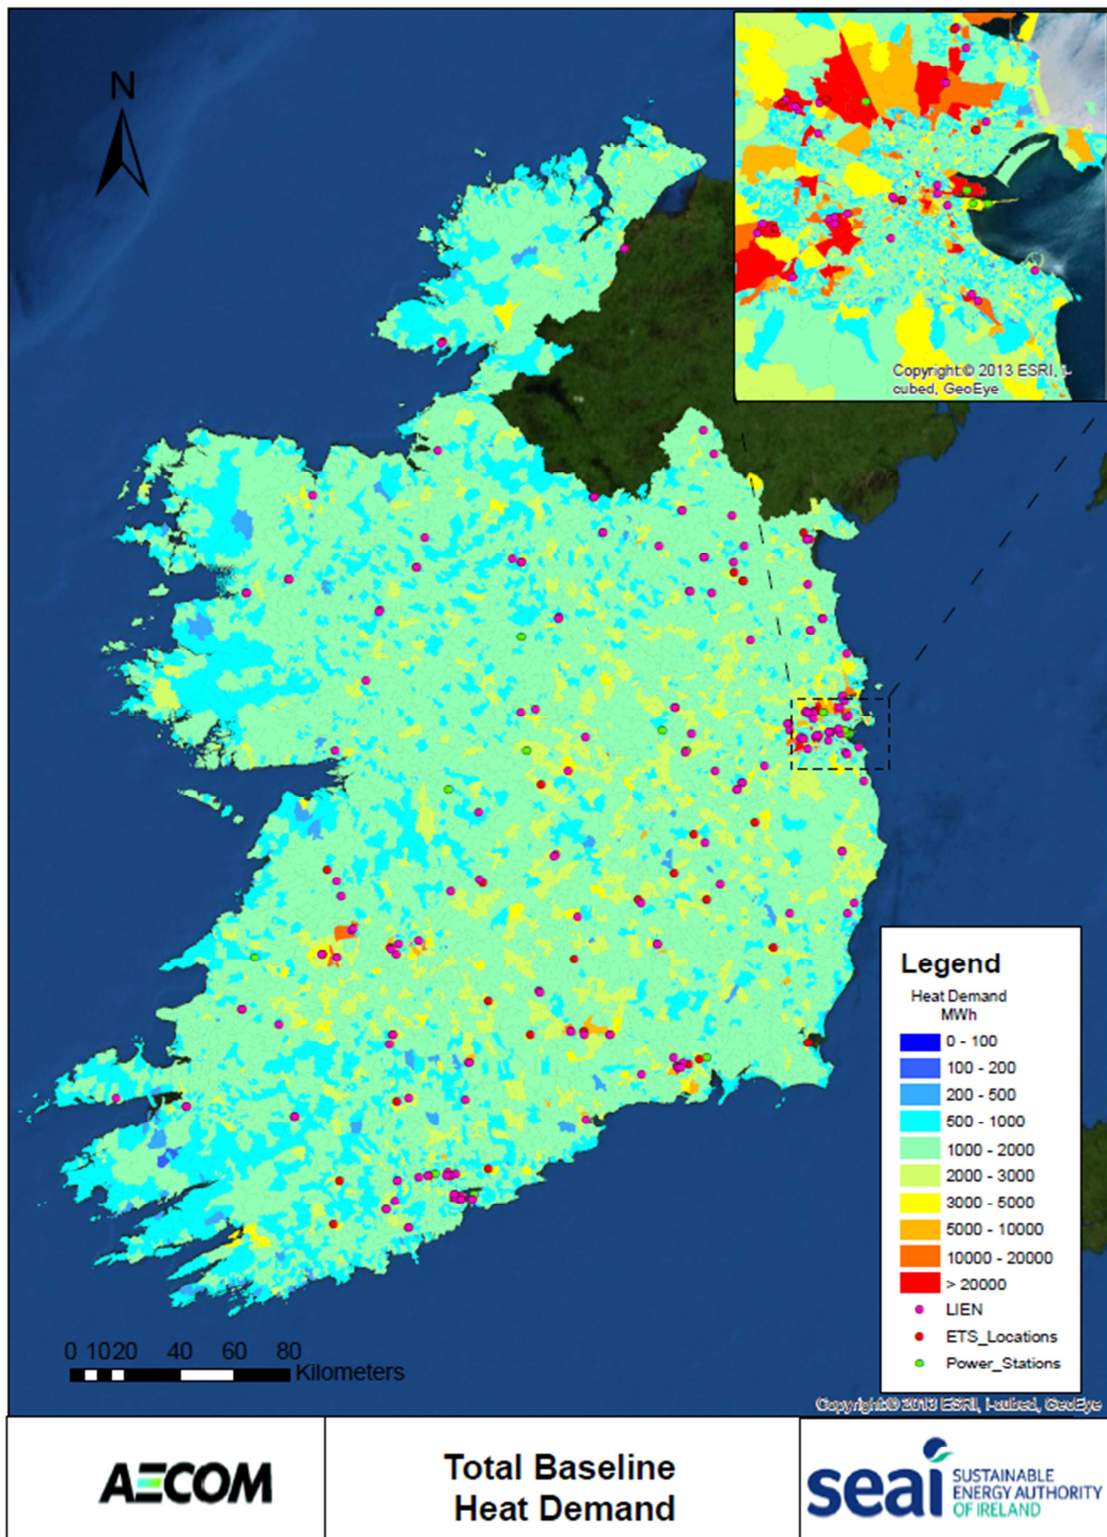 N
Copyright:© 2013 ESRI, i-
cubed, GeoEye
Legend
Heat Demand
MWh
0 - 100
100 - 200
200 - 500
500 - 1000
1000 - 2000
2000 - 3000
3000 - 5000
5000 - 10000
10000 - 20000
> 20000
LIEN
ETS_Locations
Power_Stations
0 10 20 40 60 80
Kilometers
Copyright:© 2013 ESRI, i-cubed, GeoEye
AECOM
Total Baseline
Heat Demand
seai
SUSTAINABLE
ENERGY AUTHORITY
OF IRELAND